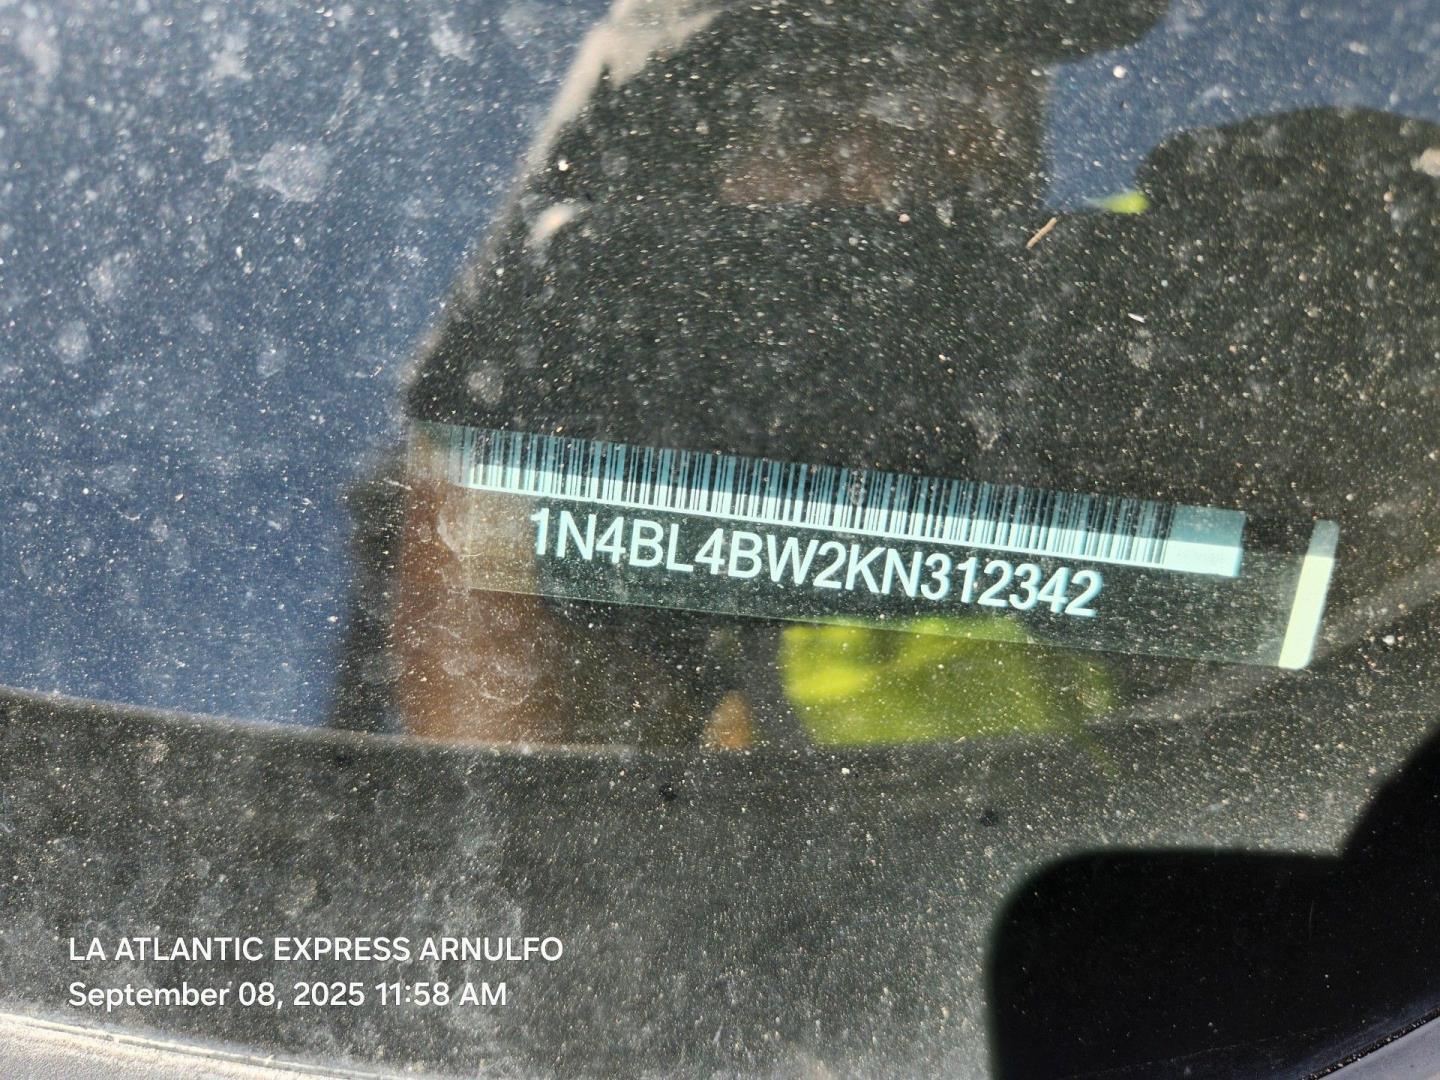 1N4BL4BW2KN312342
LA ATLANTIC EXPRESS ARNULFO
September 08, 2025 11:58 AM